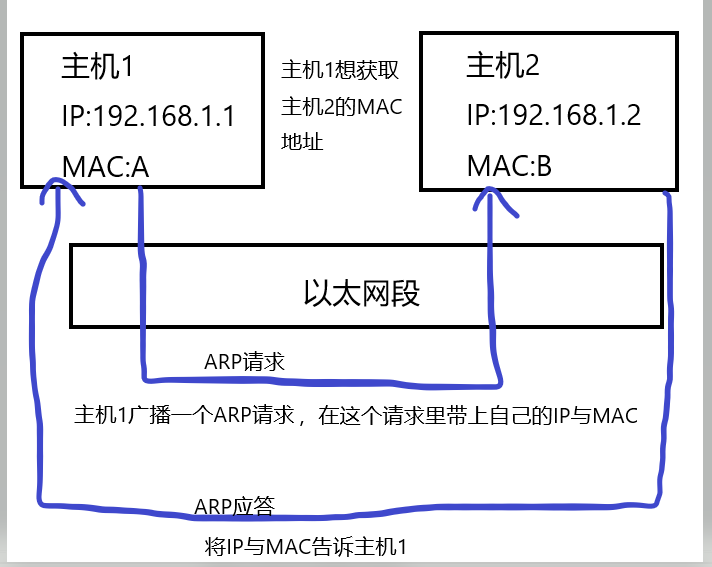 主机1
IP:192.168.1.1
MAC:A
主机1想获取
主机2的MAC
地址
主机2
IP:192.168.1.2
MAC:B
以太网段
ARP请求
主机1广播一个ARP请求，在这个请求里带上自己的IP与MAC
ARP应答
将IP与MAC告诉主机1